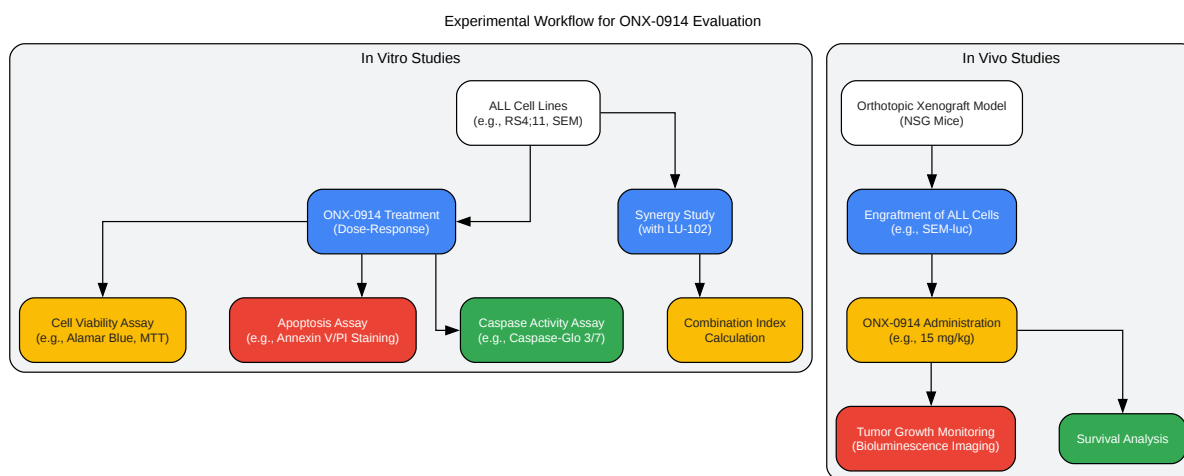 Experimental Workflow for ONX-0914 Evaluation
In Vitro Studies
ALL Cell Lines
(e.g., RS4;11, SEM)
ONX-0914 Treatment
(Dose-Response)
Synergy Study
(with LU-102)
Cell Viability Assay
(e.g., Alamar Blue, MTT)
Apoptosis Assay
(e.g., Annexin V/PI Staining)
Caspase Activity Assay
(e.g., Caspase-Glo 3/7)
Combination Index
Calculation
In Vivo Studies
Orthotopic Xenograft Model
(NSG Mice)
Engraftment of ALL Cells
(e.g., SEM-luc)
ONX-0914 Administration
(e.g., 15 mg/kg)
Tumor Growth Monitoring
(Bioluminescence Imaging)
Survival Analysis